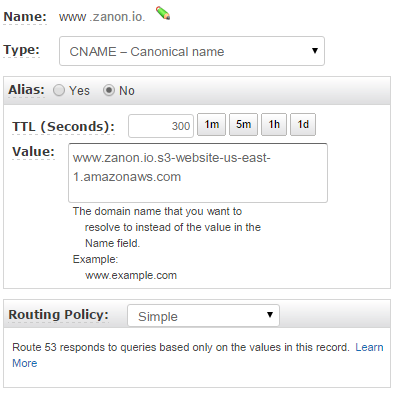 Name: www .zanon.io.
Type: CNAME – Canonical name
Alias: Yes No
TTL (Seconds): 300 1m 5m 1h 1d
Value: www.zanon.io.s3-website-us-east-
1.amazonaws.com
The domain name that you want to
resolve to instead of the value in the
Name field.
Example:
www.example.com
Routing Policy: Simple
Route 53 responds to queries based only on the values in this record. Learn
More